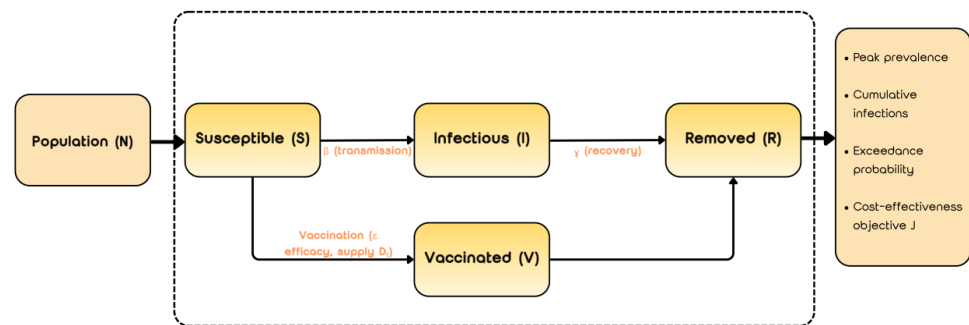 Population (N)
Susceptible (S)
β (transmission)
Infectious (I)
γ (recovery)
Removed (R)
Vaccination (ε
efficacy, supply Dₜ)
Vaccinated (V)
• Peak prevalence
• Cumulative
infections
• Exceedance
probability
• Cost-effectiveness
objective J